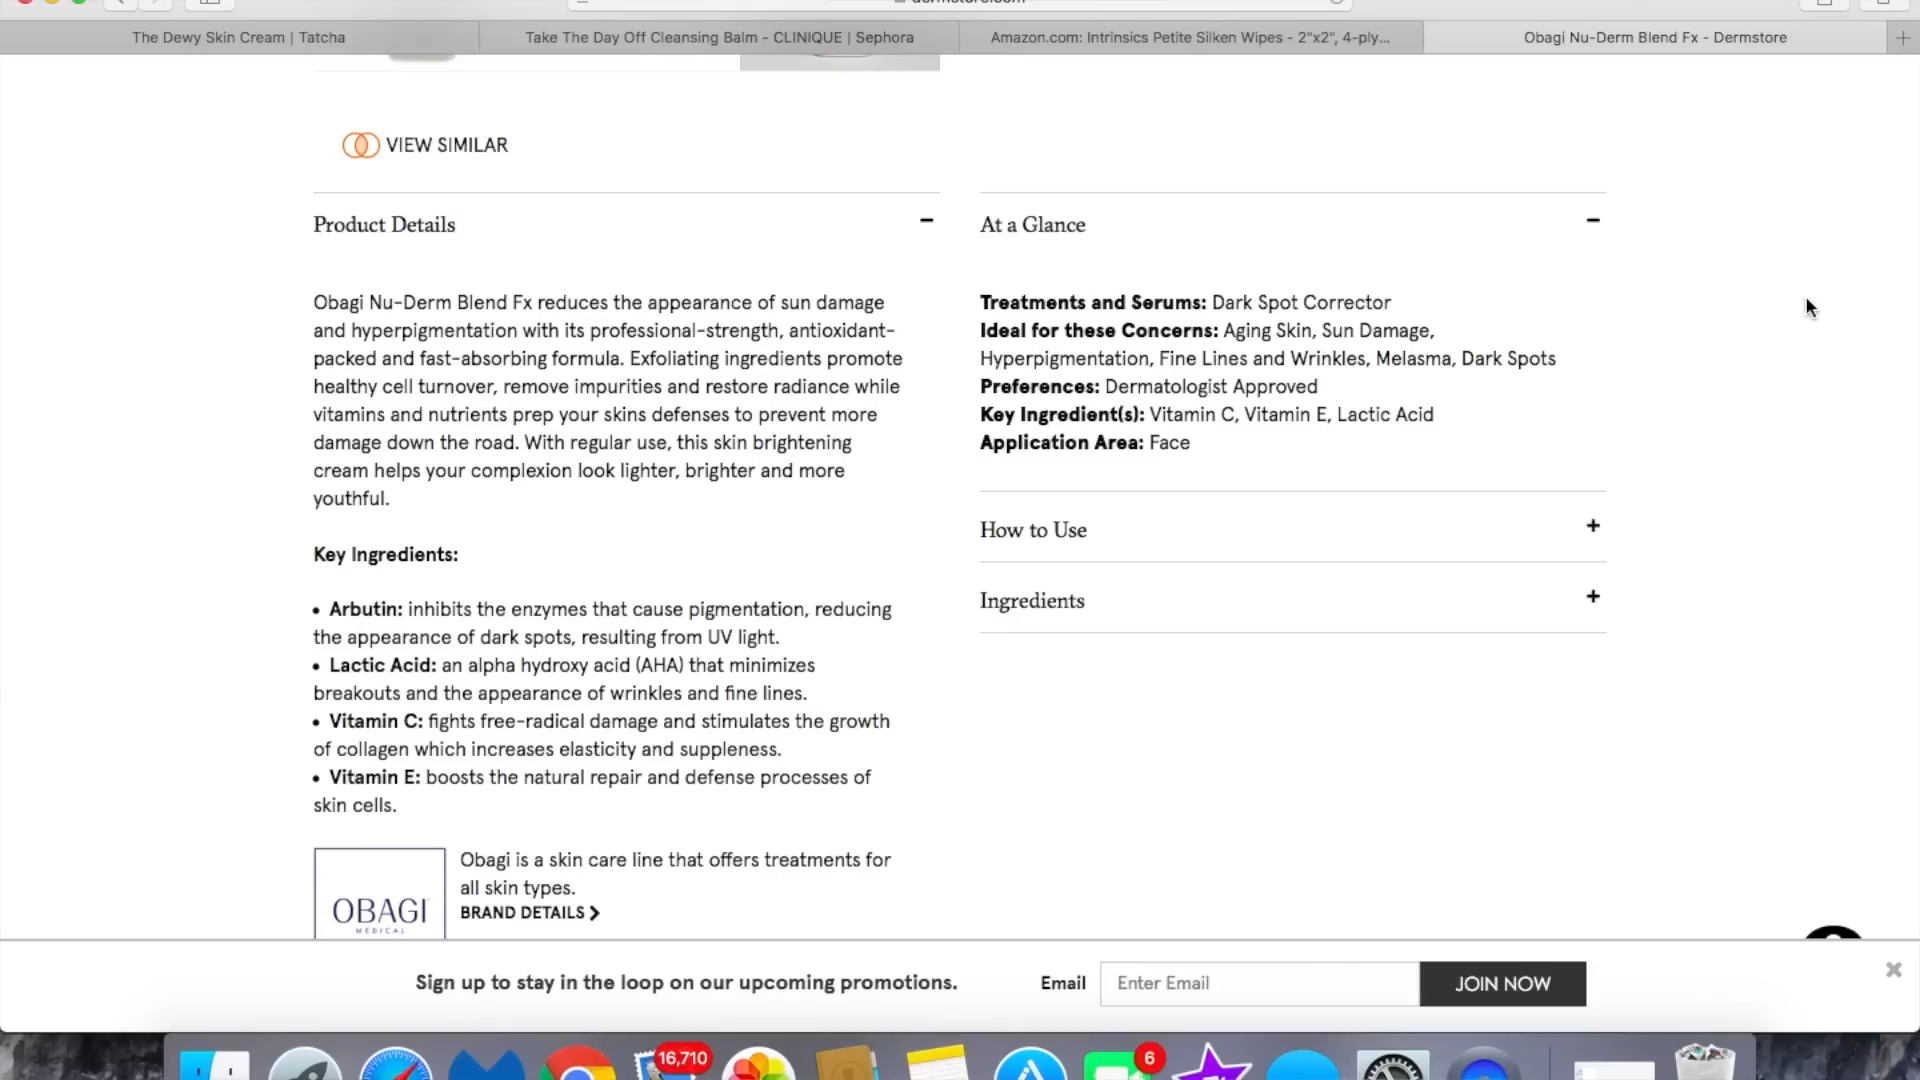 The Dewy Skin Cream | Tatcha
Take The Day Off Cleansing Balm - CLINIQUE | Sephora
Amazon.com: Intrinsics Petite Silken Wipes - 2"x2", 4-ply...
Obagi Nu-Derm Blend Fx - Dermstore
VIEW SIMILAR
Product Details
Obagi Nu-Derm Blend Fx reduces the appearance of sun damage
and hyperpigmentation with its professional-strength, antioxidant-
packed and fast-absorbing formula. Exfoliating ingredients promote
healthy cell turnover, remove impurities and restore radiance while
vitamins and nutrients prep your skins defenses to prevent more
damage down the road. With regular use, this skin brightening
cream helps your complexion look lighter, brighter and more
youthful.
Key Ingredients:
• Arbutin: inhibits the enzymes that cause pigmentation, reducing
the appearance of dark spots, resulting from UV light.
• Lactic Acid: an alpha hydroxy acid (AHA) that minimizes
breakouts and the appearance of wrinkles and fine lines.
• Vitamin C: fights free-radical damage and stimulates the growth
of collagen which increases elasticity and suppleness.
• Vitamin E: boosts the natural repair and defense processes of
skin cells.
OBAGI
MEDICAL
Obagi is a skin care line that offers treatments for
all skin types.
BRAND DETAILS
At a Glance
Treatments and Serums: Dark Spot Corrector
Ideal for these Concerns: Aging Skin, Sun Damage,
Hyperpigmentation, Fine Lines and Wrinkles, Melasma, Dark Spots
Preferences: Dermatologist Approved
Key Ingredient(s): Vitamin C, Vitamin E, Lactic Acid
Application Area: Face
How to Use
Ingredients
Sign up to stay in the loop on our upcoming promotions.
Email
Enter Email
JOIN NOW
16,710
6